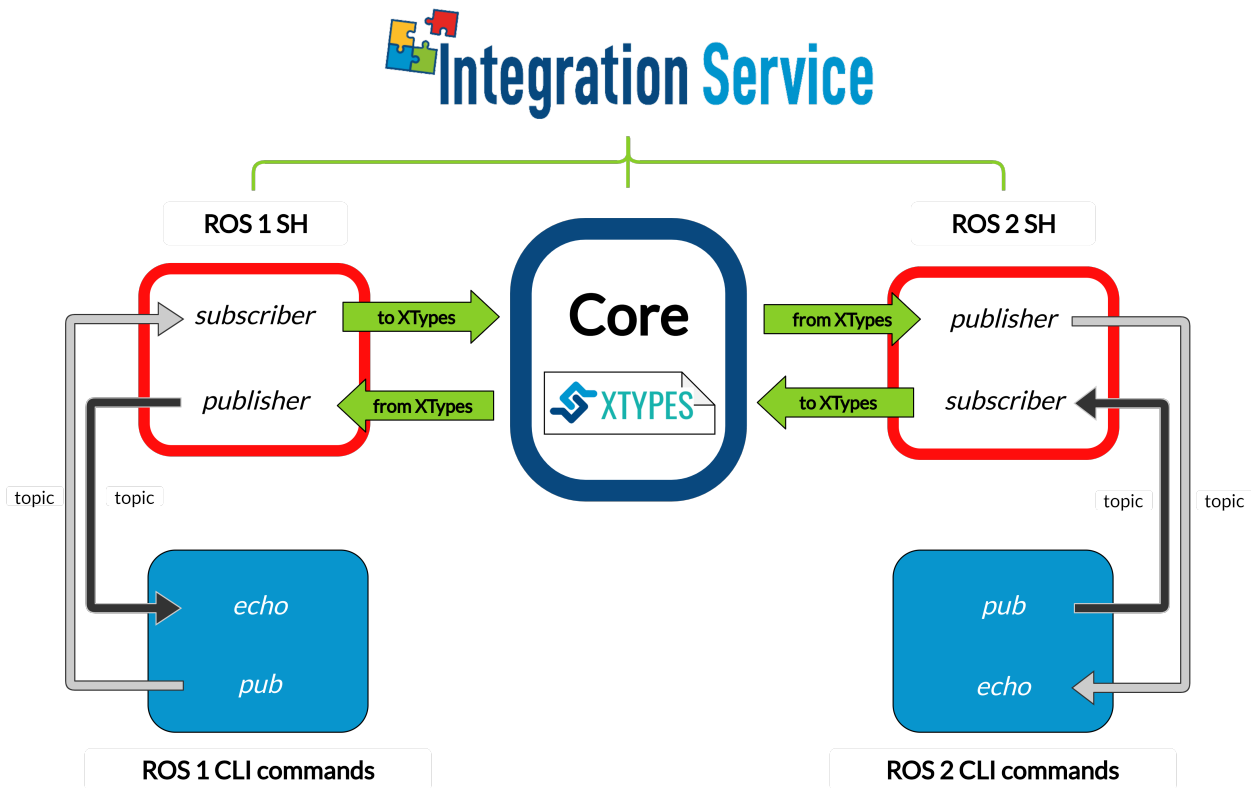 Integration Service
ROS 1 SH
ROS 2 SH
subscriber
to XTypes
Core
from XTypes
publisher
publisher
from XTypes
XTYPES
to XTypes
subscriber
topic
topic
topic
topic
echo
pub
pub
echo
ROS 1 CLI commands
ROS 2 CLI commands